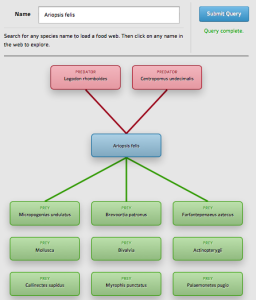 Name
Ariopsis felis
Submit Query
Query complete.
Search for any species name to load a food web. Then click on any name in
the web to explore.
PREDATOR
Lagodon rhomboides
PREDATOR
Centropomus undecimalis
Ariopsis felis
PREY
Micropogonias undulatus
PREY
Brevoortia patronus
PREY
Farfantepenaeus aztecus
PREY
Mollusca
PREY
Bivalvia
PREY
Actinopterygii
PREY
Callinectes sapidus
PREY
Myrophis punctatus
PREY
Palaemonetes pugio